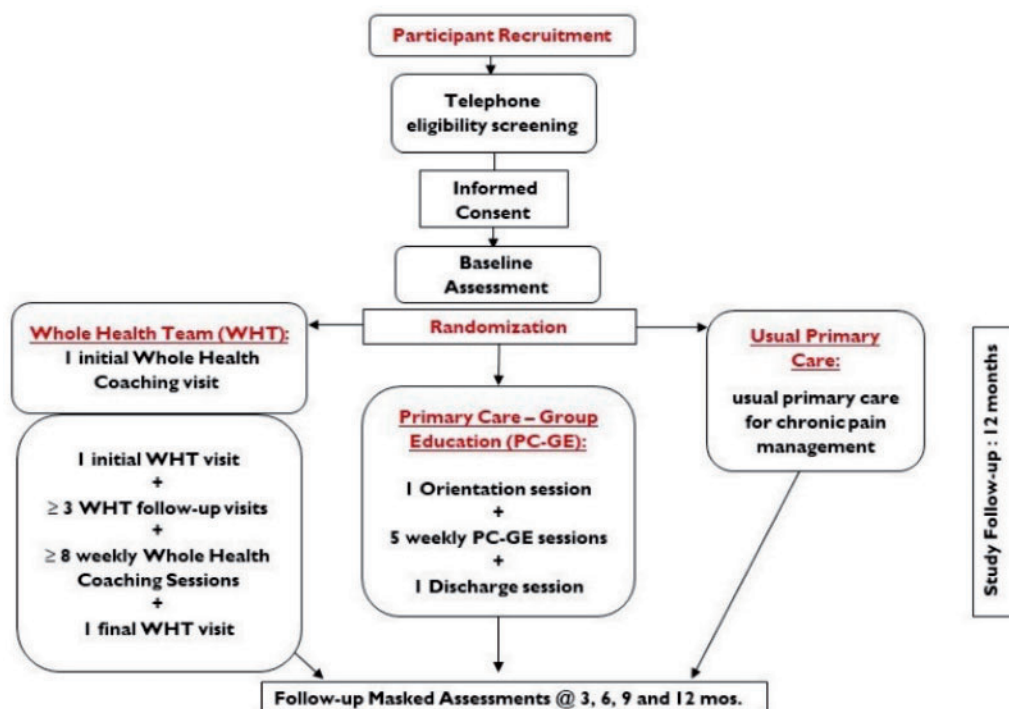 Participant Recruitment
Telephone
eligibility screening
Informed
Consent
Baseline
Assessment
Randomization
Whole Health Team (WHT):
1 initial Whole Health
Coaching visit
1 initial WHT visit
+
≥ 3 WHT follow-up visits
+
≥ 8 weekly Whole Health
Coaching Sessions
+
1 final WHT visit
Primary Care – Group
Education (PC-GE):
1 Orientation session
+
5 weekly PC-GE sessions
+
1 Discharge session
Usual Primary
Care:
usual primary care
for chronic pain
management
Study Follow-up : 12 months
Follow-up Masked Assessments @ 3, 6, 9 and 12 mos.